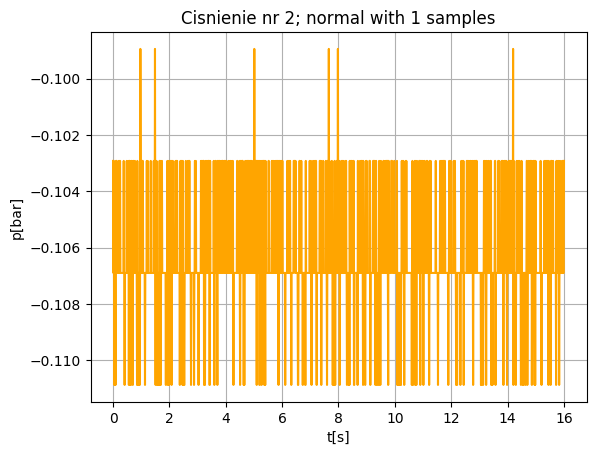 Cisnienie nr 2; normal with 1 samples
−0.100
−0.102
−0.104
−0.106
−0.108
−0.110
p[bar]
0 2 4 6 8 10 12 14 16
t[s]